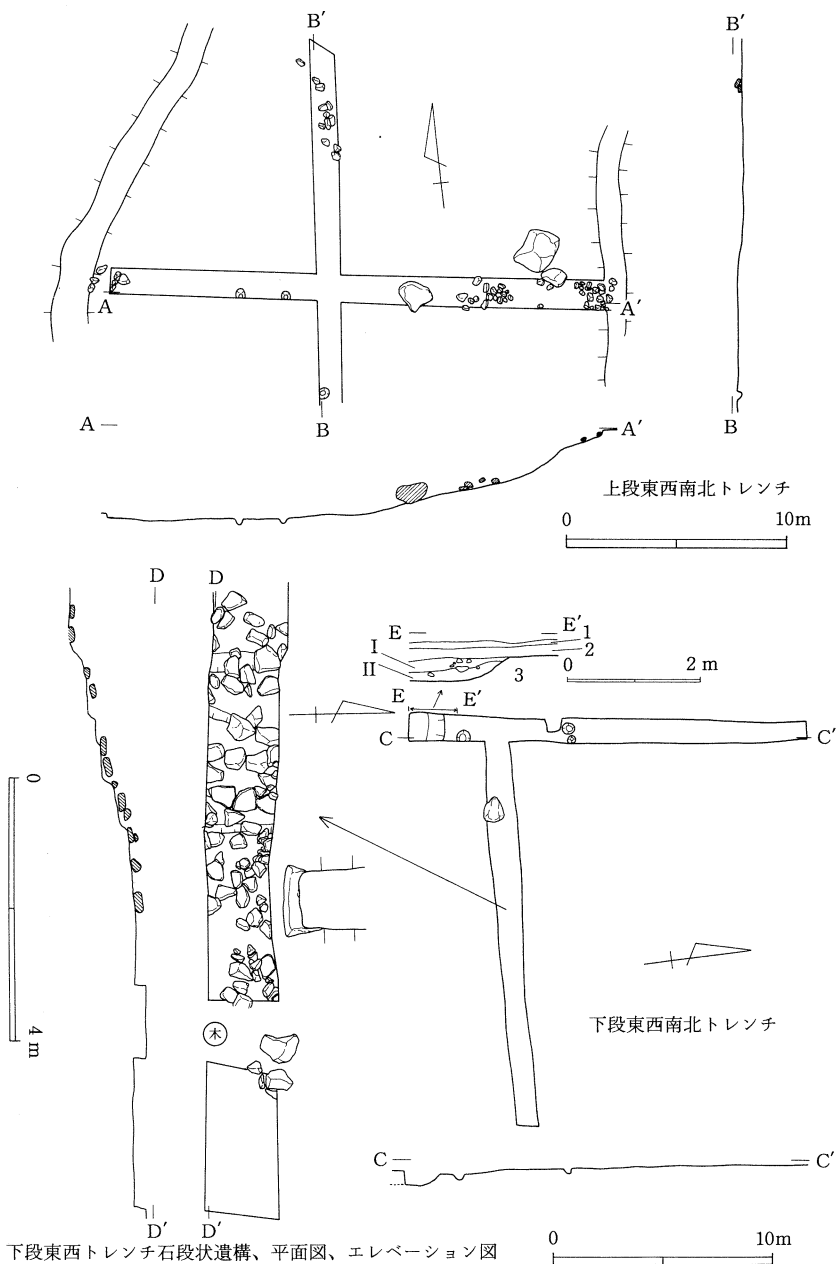 B′
B′
A
A′
B
B
A
A′
上段東西南北トレンチ
0
10m
D
D
E
E′
1
2
I
II
3
0
2 m
E
E′
C
C′
0
4 m
木
下段東西南北トレンチ
C
C′
D′
D′
下段東西トレンチ石段状遺構、平面図、エレベーション図
0
10m